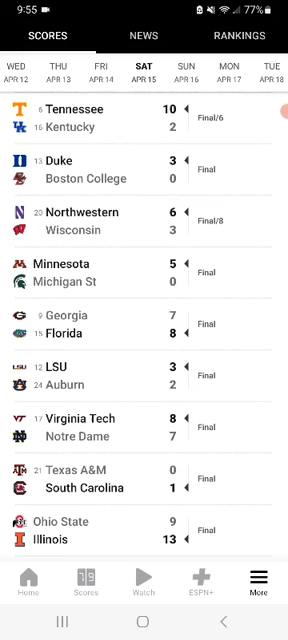 9:55 77%
SCORES NEWS RANKINGS
WED THU FRI SAT SUN MON TUE
APR 12 APR 13 APR 14 APR 15 APR 16 APR 17 APR 18
6 Tennessee 10 Final/6
16 Kentucky 2
13 Duke 3 Final
Boston College 0
20 Northwestern 6 Final/8
Wisconsin 3
Minnesota 5 Final
Michigan St 0
9 Georgia 7 Final
15 Florida 8
LSU 12 LSU 3 Final
24 Auburn 2
17 Virginia Tech 8 Final
Notre Dame 7
21 Texas A&M 0 Final
South Carolina 1
Ohio State 9 Final
Illinois 13
Home Scores Watch ESPN+ More